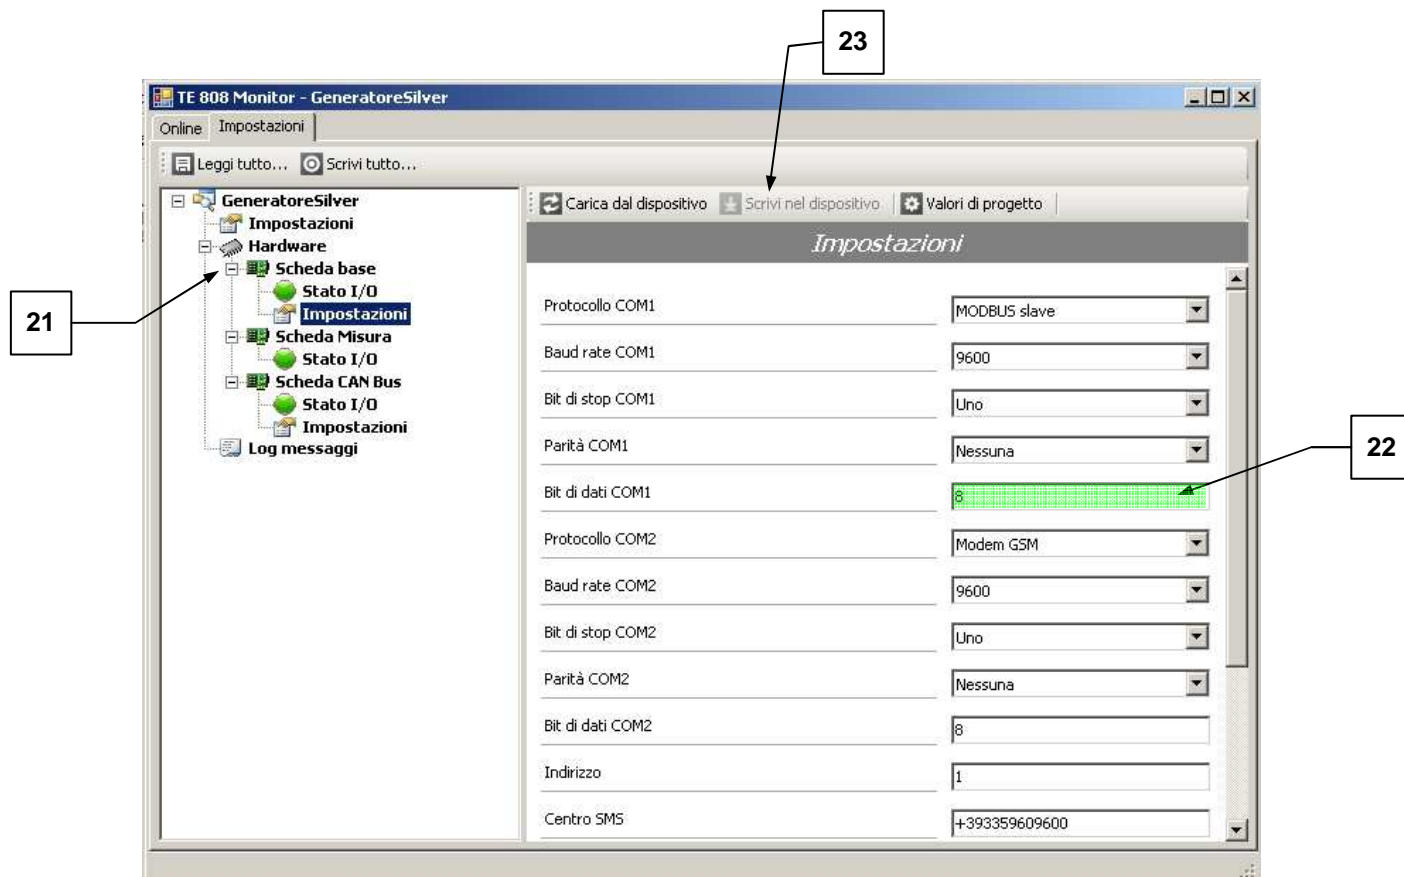 23
TE 808 Monitor - GeneratoreSilver
Online Impostazioni
Leggi tutto... Scrivi tutto...
GeneratoreSilver
Impostazioni
Hardware
Scheda base
Stato I/O
Impostazioni
Scheda Misura
Stato I/O
Scheda CAN Bus
Stato I/O
Impostazioni
Log messaggi
21
Carica dal dispositivo Scrivi nel dispositivo Valori di progetto
Impostazioni
Protocollo COM1 MODBUS slave
Baud rate COM1 9600
Bit di stop COM1 Uno
Parità COM1 Nessuna
Bit di dati COM1 8
Protocollo COM2 Modem GSM
Baud rate COM2 9600
Bit di stop COM2 Uno
Parità COM2 Nessuna
Bit di dati COM2 8
Indirizzo 1
Centro SMS +393359609600
22